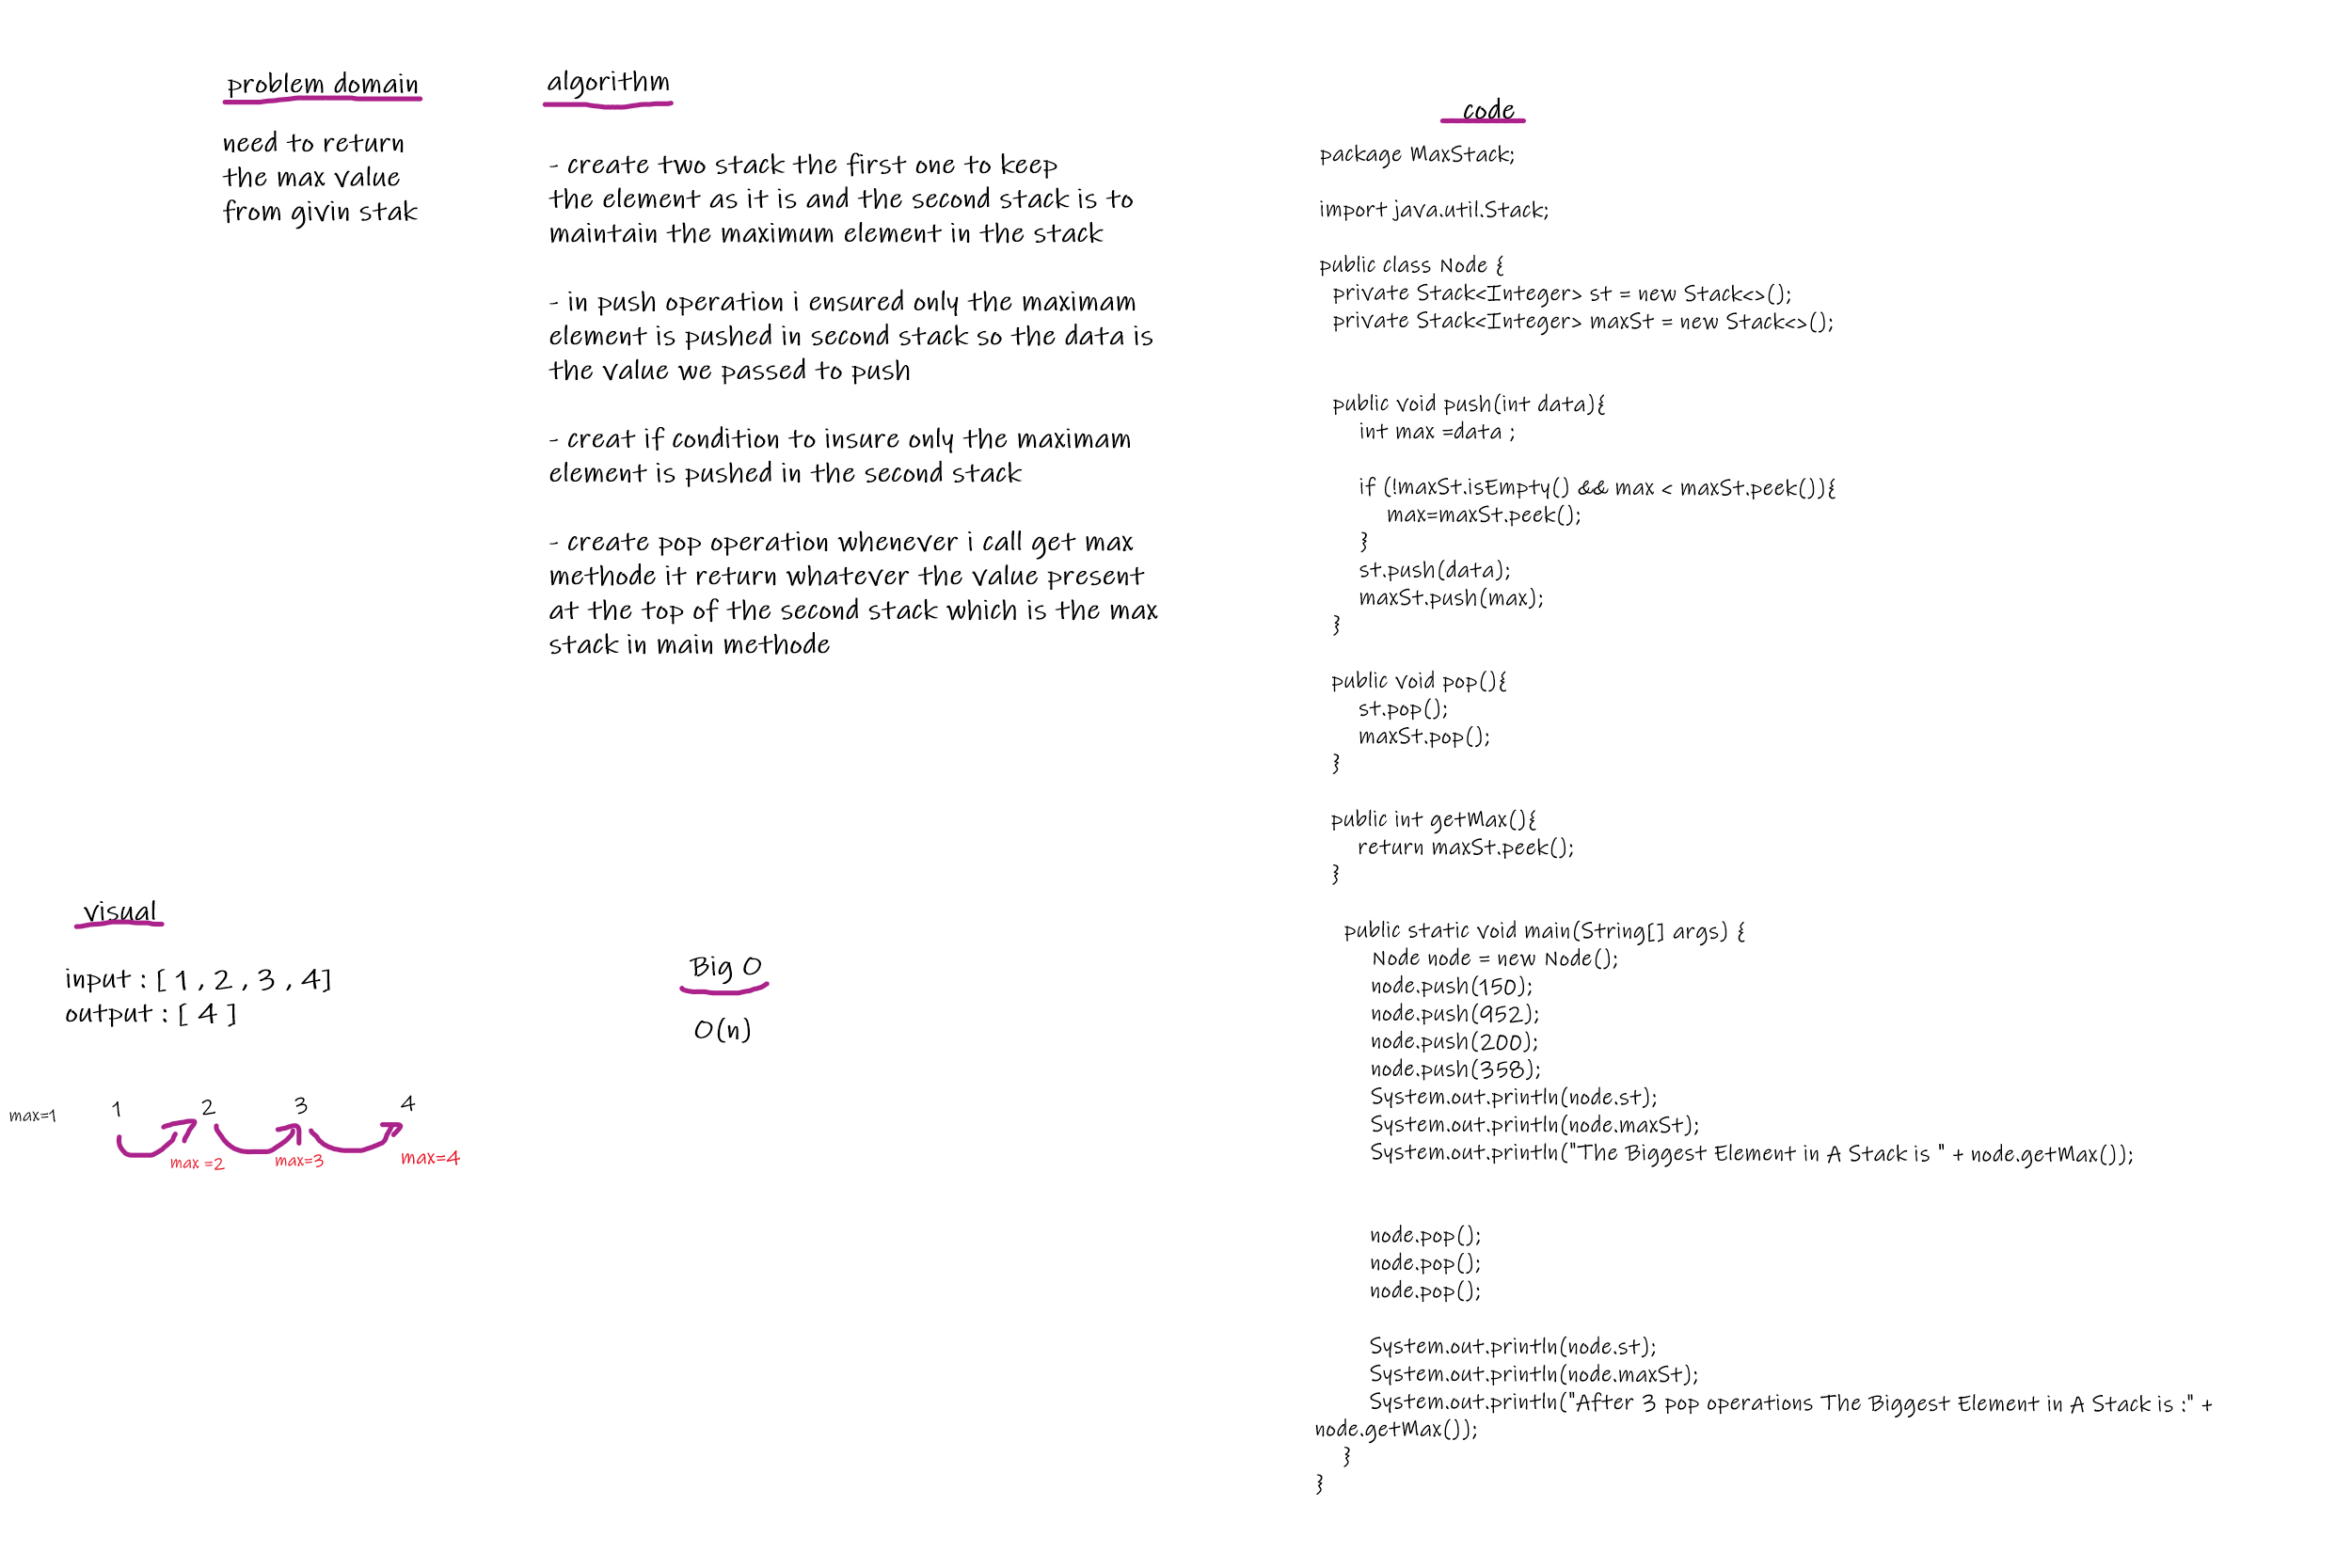 problem domain
need to return
the max value
from givin stak
algorithm
- create two stack the first one to keep
the element as it is and the second stack is to
maintain the maximum element in the stack
- in push operation i ensured only the maximam
element is pushed in second stack so the data is
the value we passed to push
- creat if condition to insure only the maximam
element is pushed in the second stack
- create pop operation whenever i call get max
methode it return whatever the value present
at the top of the second stack which is the max
stack in main methode
visual
input : [ 1 , 2 , 3 , 4]
output : [ 4 ]
max=1
1 2 3 4
max =2 max=3 max=4
Big O
O(n)
code
package MaxStack;
import java.util.Stack;
public class Node {
private Stack<Integer> st = new Stack<>();
private Stack<Integer> maxSt = new Stack<>();
public void push(int data){
int max =data ;
if (!maxSt.isEmpty() && max < maxSt.peek()){
max=maxSt.peek();
}
st.push(data);
maxSt.push(max);
}
public void pop(){
st.pop();
maxSt.pop();
}
public int getMax(){
return maxSt.peek();
}
public static void main(String[] args) {
Node node = new Node();
node.push(150);
node.push(952);
node.push(200);
node.push(358);
System.out.println(node.st);
System.out.println(node.maxSt);
System.out.println("The Biggest Element in A Stack is " + node.getMax());
node.pop();
node.pop();
node.pop();
System.out.println(node.st);
System.out.println(node.maxSt);
System.out.println("After 3 pop operations The Biggest Element in A Stack is :" +
node.getMax());
}
}